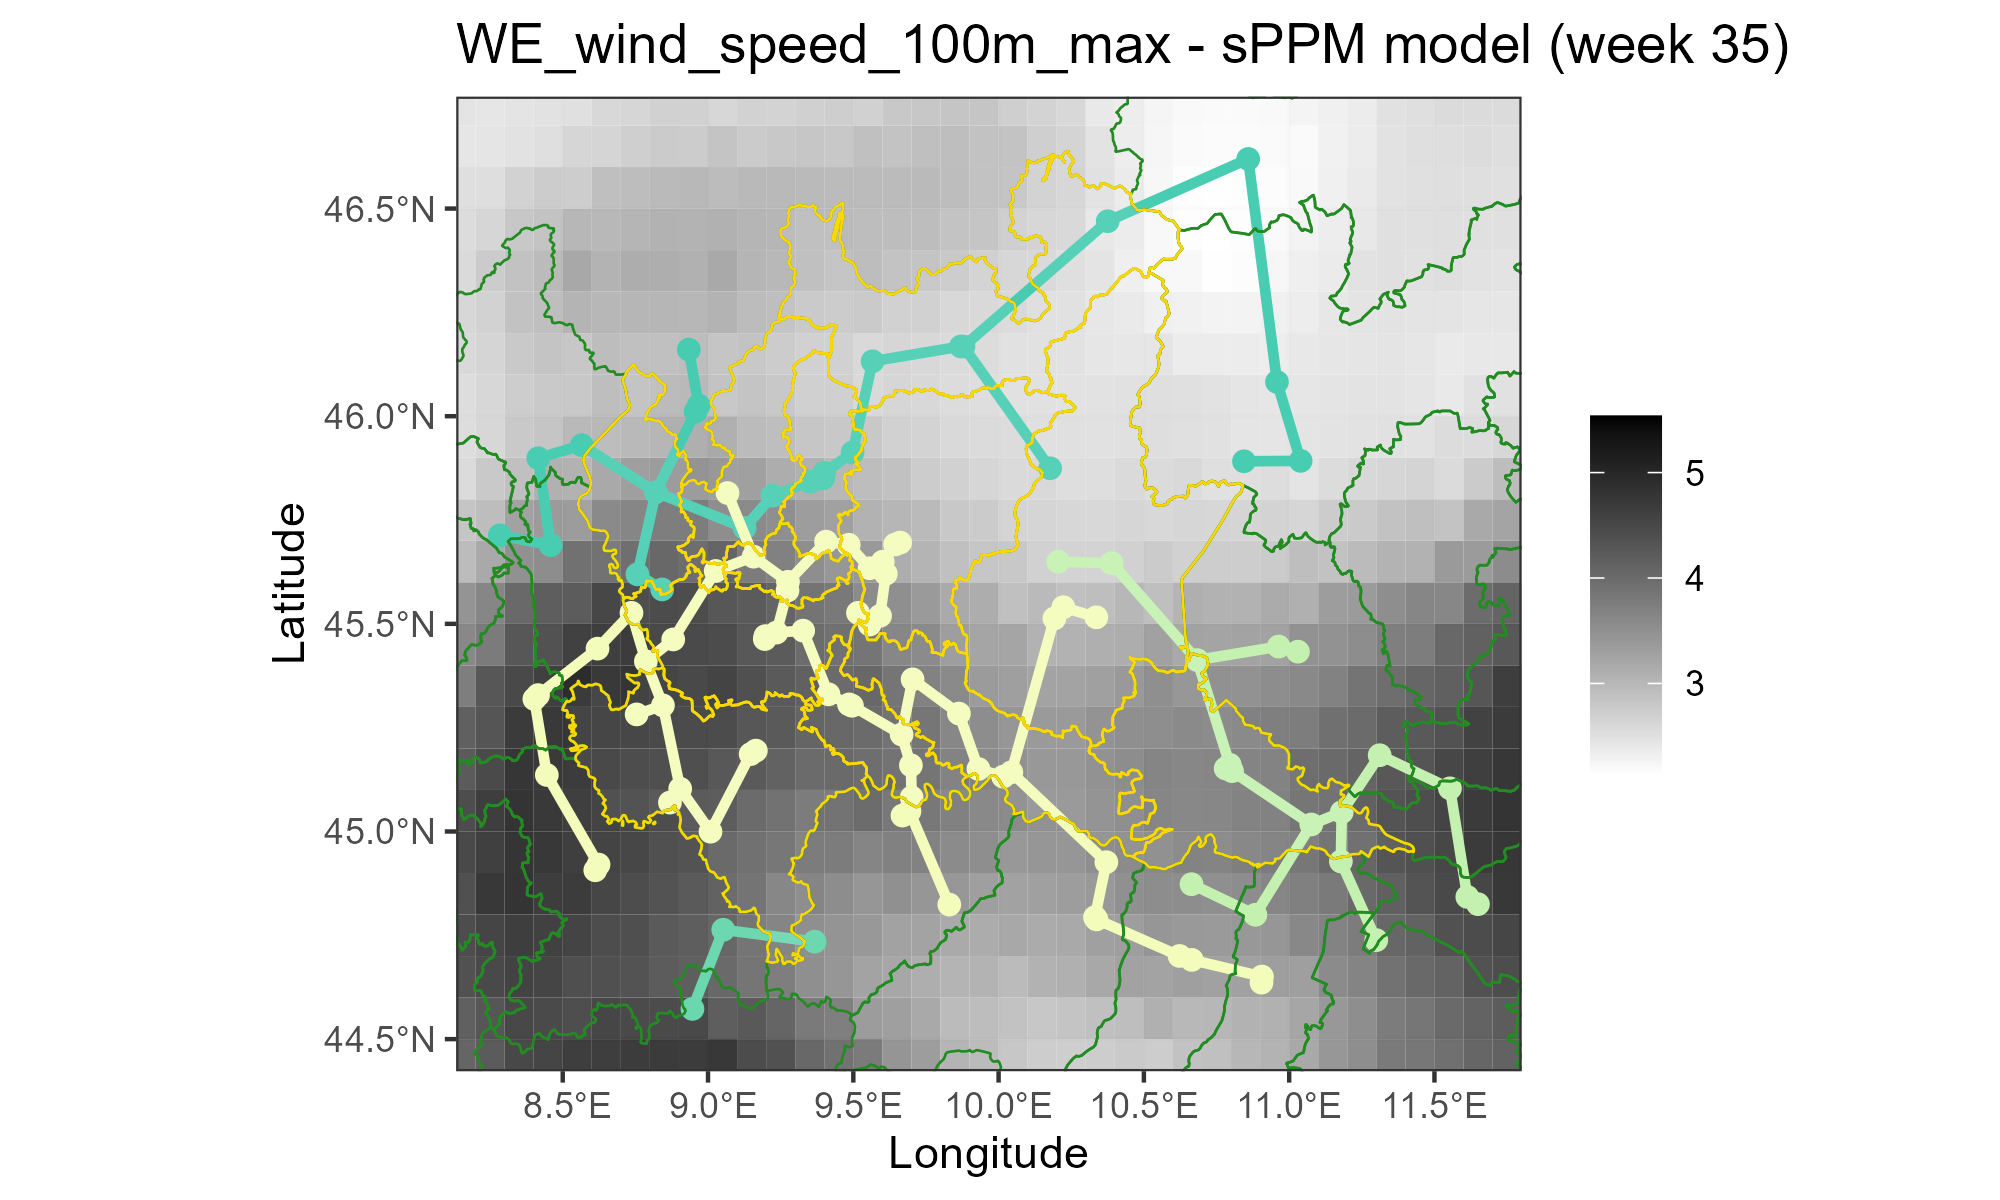 WE_wind_speed_100m_max - sPPM model (week 35)
46.5°N
46.0°N
45.5°N
45.0°N
44.5°N
Latitude
8.5°E 9.0°E 9.5°E 10.0°E 10.5°E 11.0°E 11.5°E
Longitude
5
4
3